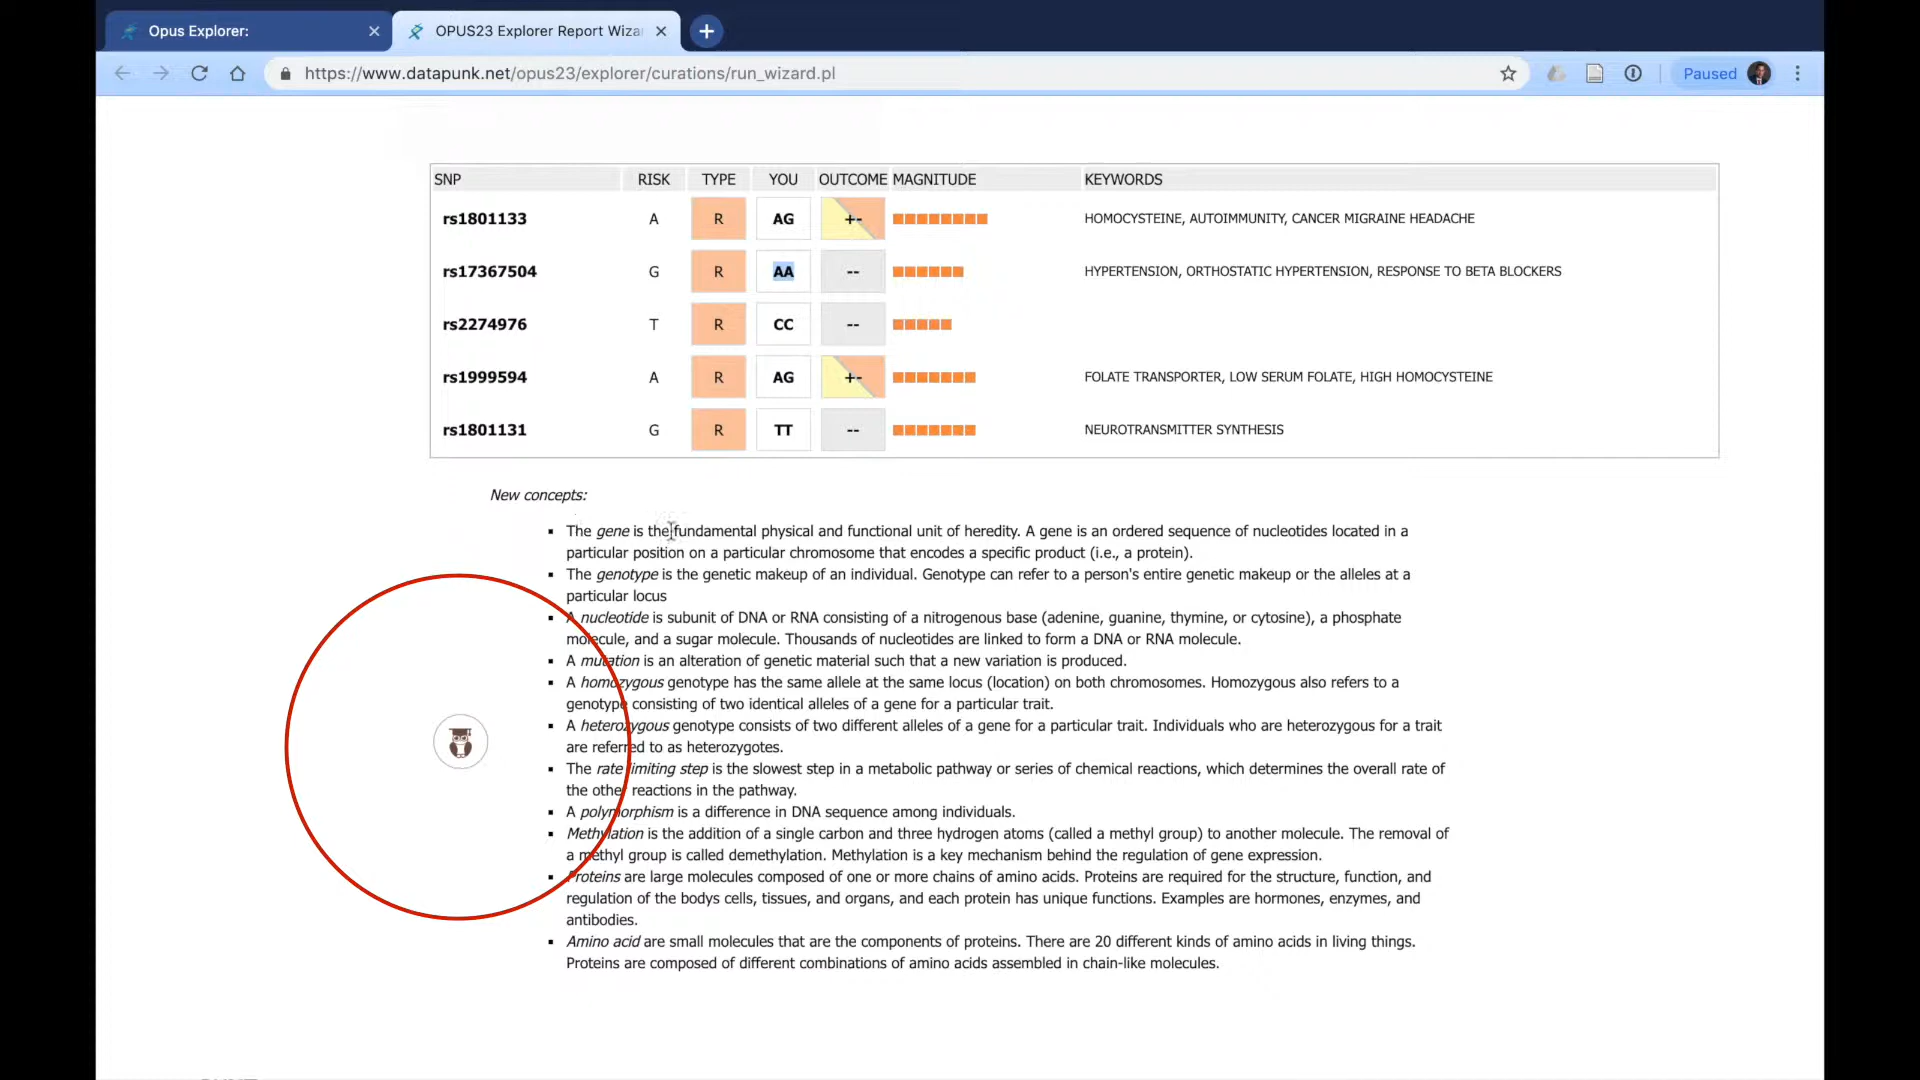 Opus Explorer:
OPUS23 Explorer Report Wiza
https://www.datapunk.net/opus23/explorer/curations/run_wizard.pl
Paused
SNP RISK TYPE YOU OUTCOME MAGNITUDE KEYWORDS
rs1801133 A R AG +- HOMOCYSTEINE, AUTOIMMUNITY, CANCER MIGRAINE HEADACHE
rs17367504 G R AA -- HYPERTENSION, ORTHOSTATIC HYPERTENSION, RESPONSE TO BETA BLOCKERS
rs2274976 T R CC --
rs1999594 A R AG +- FOLATE TRANSPORTER, LOW SERUM FOLATE, HIGH HOMOCYSTEINE
rs1801131 G R TT -- NEUROTRANSMITTER SYNTHESIS
New concepts:
▪ The gene is the fundamental physical and functional unit of heredity. A gene is an ordered sequence of nucleotides located in a
particular position on a particular chromosome that encodes a specific product (i.e., a protein).
▪ The genotype is the genetic makeup of an individual. Genotype can refer to a person's entire genetic makeup or the alleles at a
particular locus
▪ A nucleotide is subunit of DNA or RNA consisting of a nitrogenous base (adenine, guanine, thymine, or cytosine), a phosphate
molecule, and a sugar molecule. Thousands of nucleotides are linked to form a DNA or RNA molecule.
▪ A mutation is an alteration of genetic material such that a new variation is produced.
▪ A homozygous genotype has the same allele at the same locus (location) on both chromosomes. Homozygous also refers to a
genotype consisting of two identical alleles of a gene for a particular trait.
▪ A heterozygous genotype consists of two different alleles of a gene for a particular trait. Individuals who are heterozygous for a trait
are referred to as heterozygotes.
▪ The rate limiting step is the slowest step in a metabolic pathway or series of chemical reactions, which determines the overall rate of
the other reactions in the pathway.
▪ A polymorphism is a difference in DNA sequence among individuals.
▪ Methylation is the addition of a single carbon and three hydrogen atoms (called a methyl group) to another molecule. The removal of
a methyl group is called demethylation. Methylation is a key mechanism behind the regulation of gene expression.
▪ Proteins are large molecules composed of one or more chains of amino acids. Proteins are required for the structure, function, and
regulation of the bodys cells, tissues, and organs, and each protein has unique functions. Examples are hormones, enzymes, and
antibodies.
▪ Amino acid are small molecules that are the components of proteins. There are 20 different kinds of amino acids in living things.
Proteins are composed of different combinations of amino acids assembled in chain-like molecules.